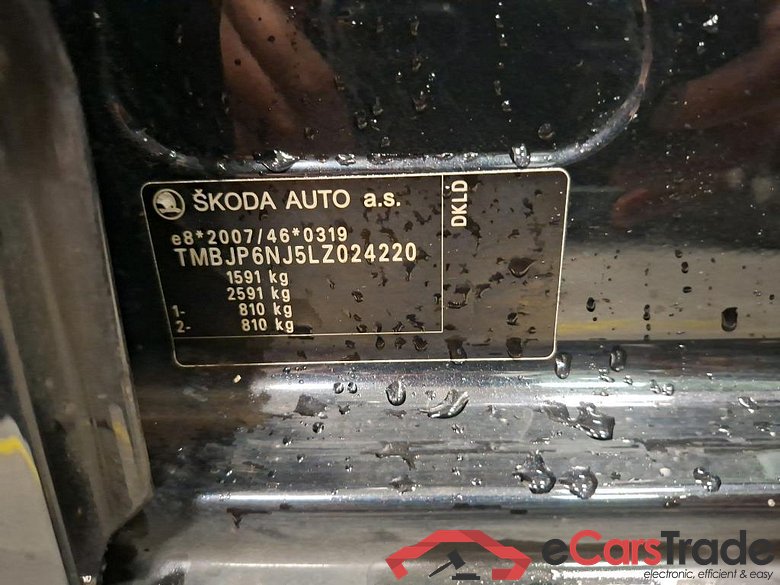 ŠKODA AUTO a.s.
DKLD
e8*2007/46*0319
TMBJP6NJ5LZ024220
1591 kg
2591 kg
1- 810 kg
2- 810 kg
eCarsTrade
electronic, efficient & easy